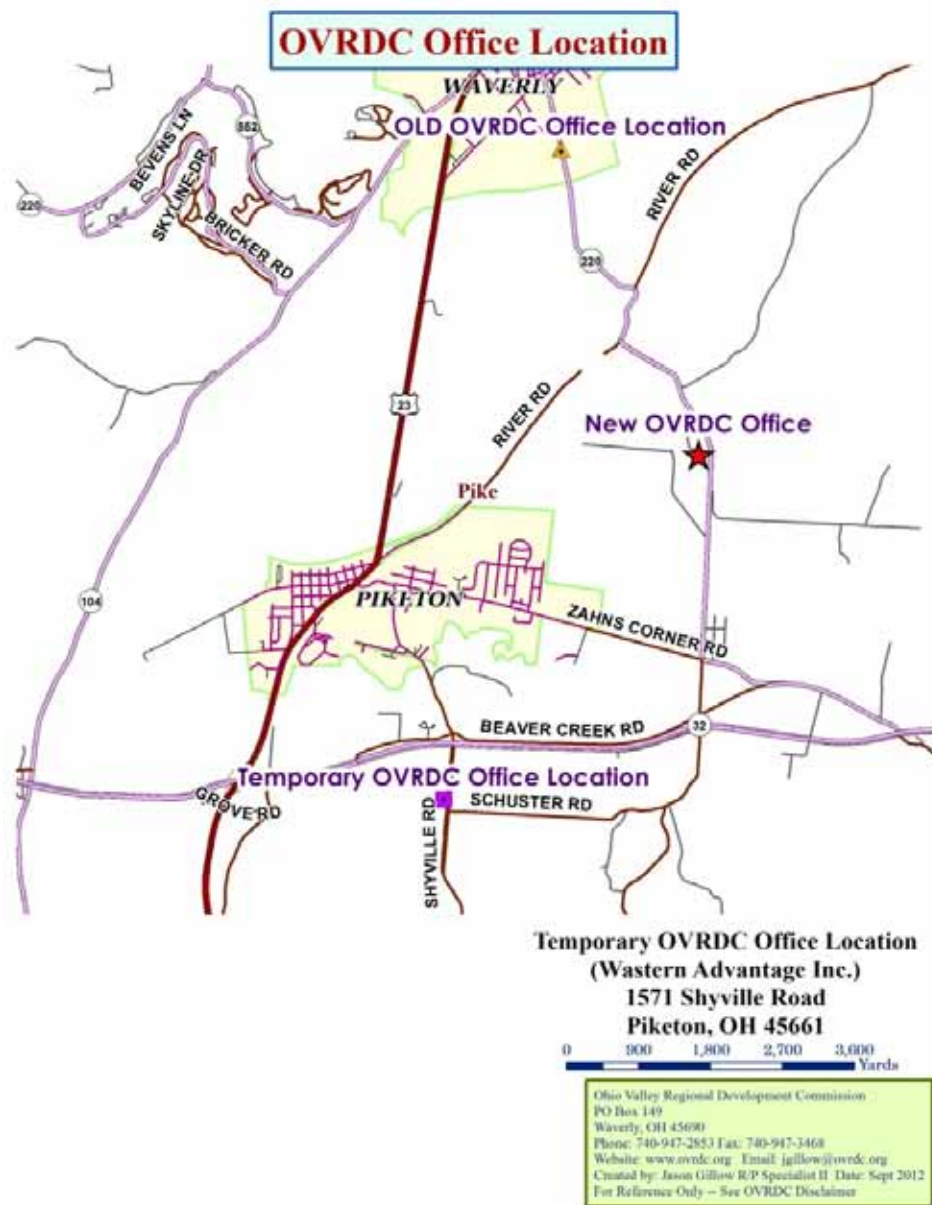 OVRDC Office Location
WAVERLY
OLD OVRDC Office Location
552
BEVENS LN
SKYLINE DR
BRICKER RD
220
RIVER RD
220
23
RIVER RD
New OVRDC Office
Pike
PIKETON
104
ZAHNS CORNER RD
BEAVER CREEK RD
32
Temporary OVRDC Office Location
GROVE RD
SHYVILLE RD
SCHUSTER RD
Temporary OVRDC Office Location
(Wastern Advantage Inc.)
1571 Shyville Road
Piketon, OH 45661
0 900 1,800 2,700 3,600
Yards
Ohio Valley Regional Development Commission
PO Box 149
Waverly, OH 45690
Phone: 740-947-2853 Fax: 740-947-3468
Website: www.ovrdc.org Email: jgillow@ovrdc.org
Created by: Jason Gillow R/P Specialist II Date: Sept 2012
For Reference Only -- See OVRDC Disclaimer